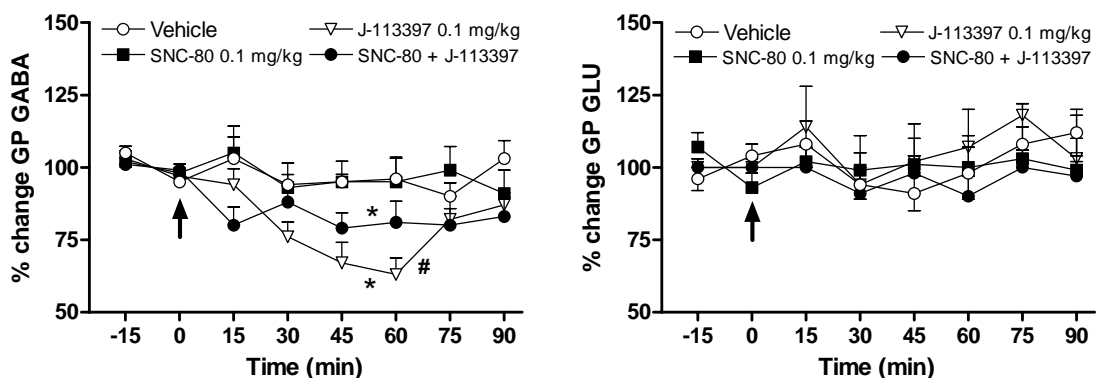 % change GP GABA
150
125
100
75
50
Vehicle
J-113397 0.1 mg/kg
SNC-80 0.1 mg/kg
SNC-80 + J-113397
*
*
#
-15 0 15 30 45 60 75 90
Time (min)
% change GP GLU
150
125
100
75
50
Vehicle
J-113397 0.1 mg/kg
SNC-80 0.1 mg/kg
SNC-80 + J-113397
-15 0 15 30 45 60 75 90
Time (min)